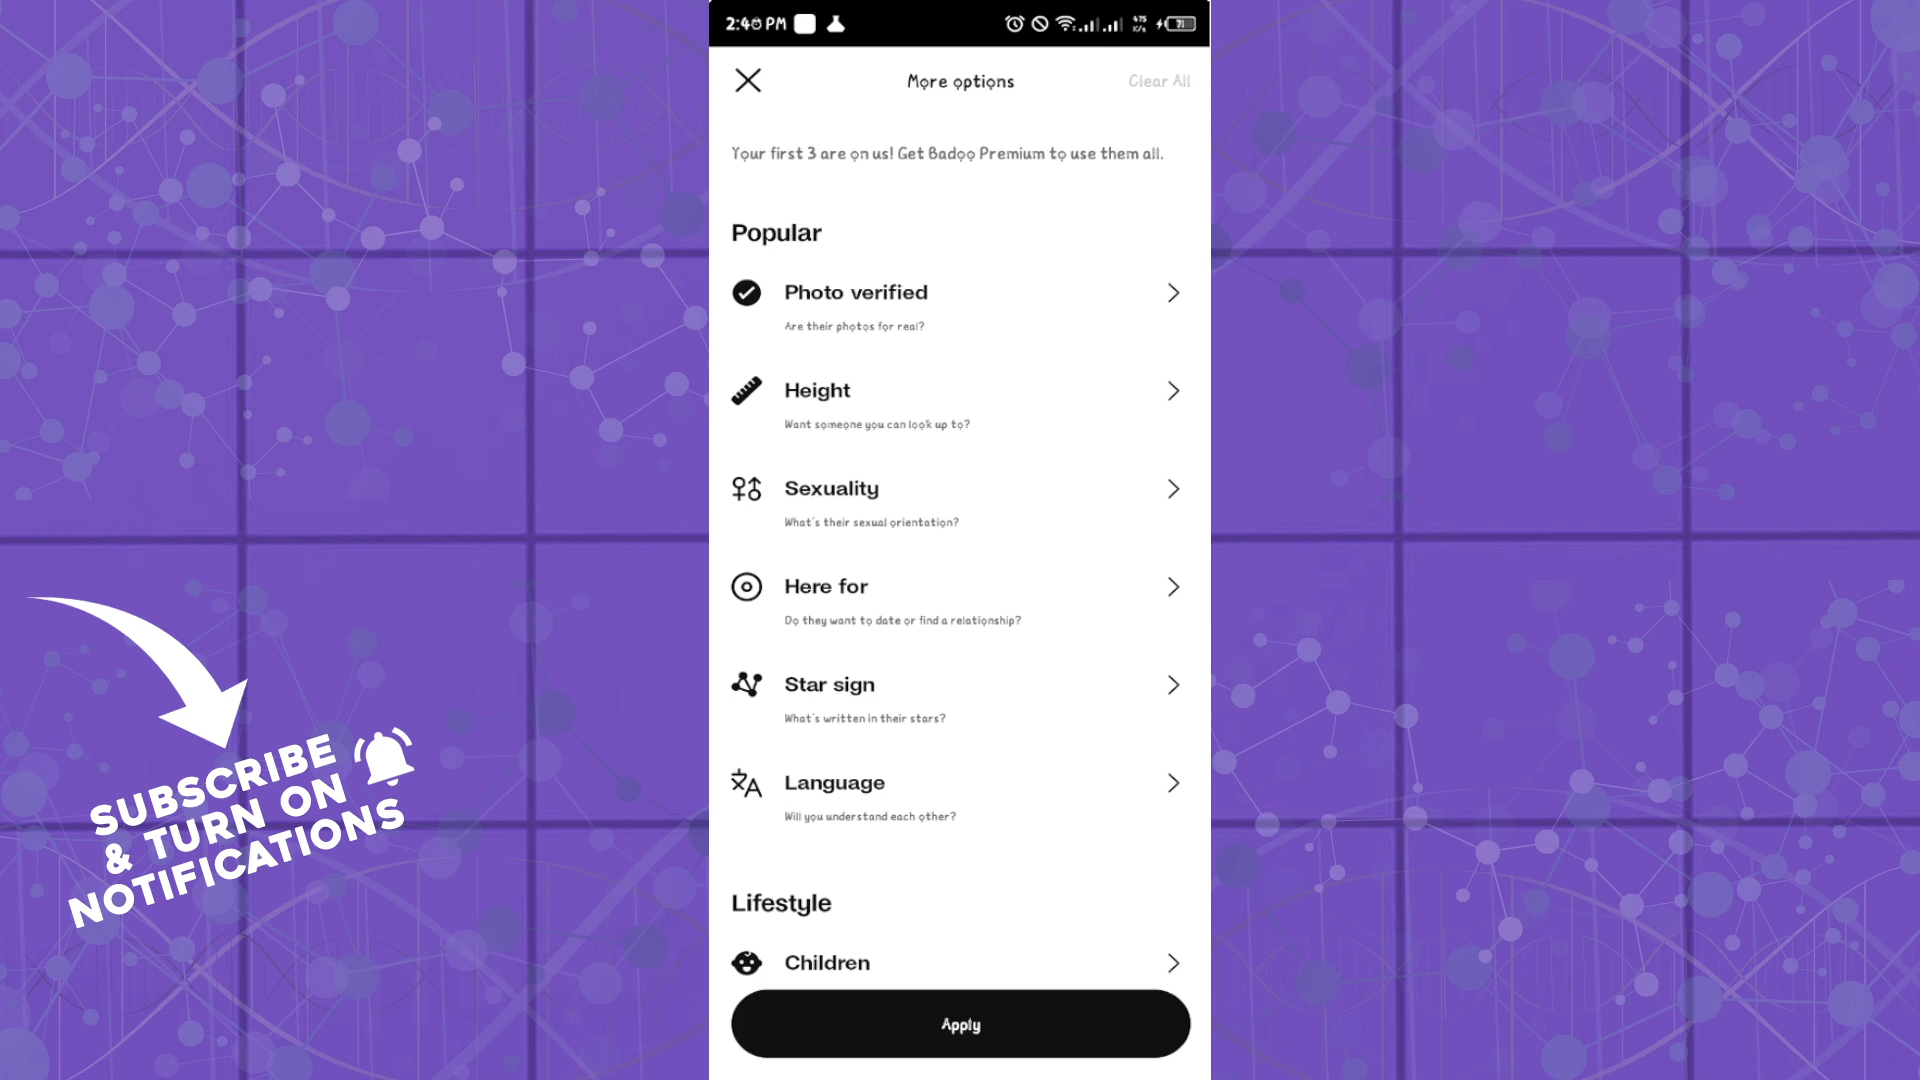 2:40 PM
475
K/s
71
More options
Clear All
Your first 3 are on us! Get Badoo Premium to use them all.
Popular
Photo verified
Are their photos for real?
Height
Want someone you can look up to?
Sexuality
What's their sexual orientation?
Here for
Do they want to date or find a relationship?
Star sign
What's written in their stars?
Language
Will you understand each other?
Lifestyle
Children
Apply
SUBSCRIBE
& TURN ON
NOTIFICATIONS